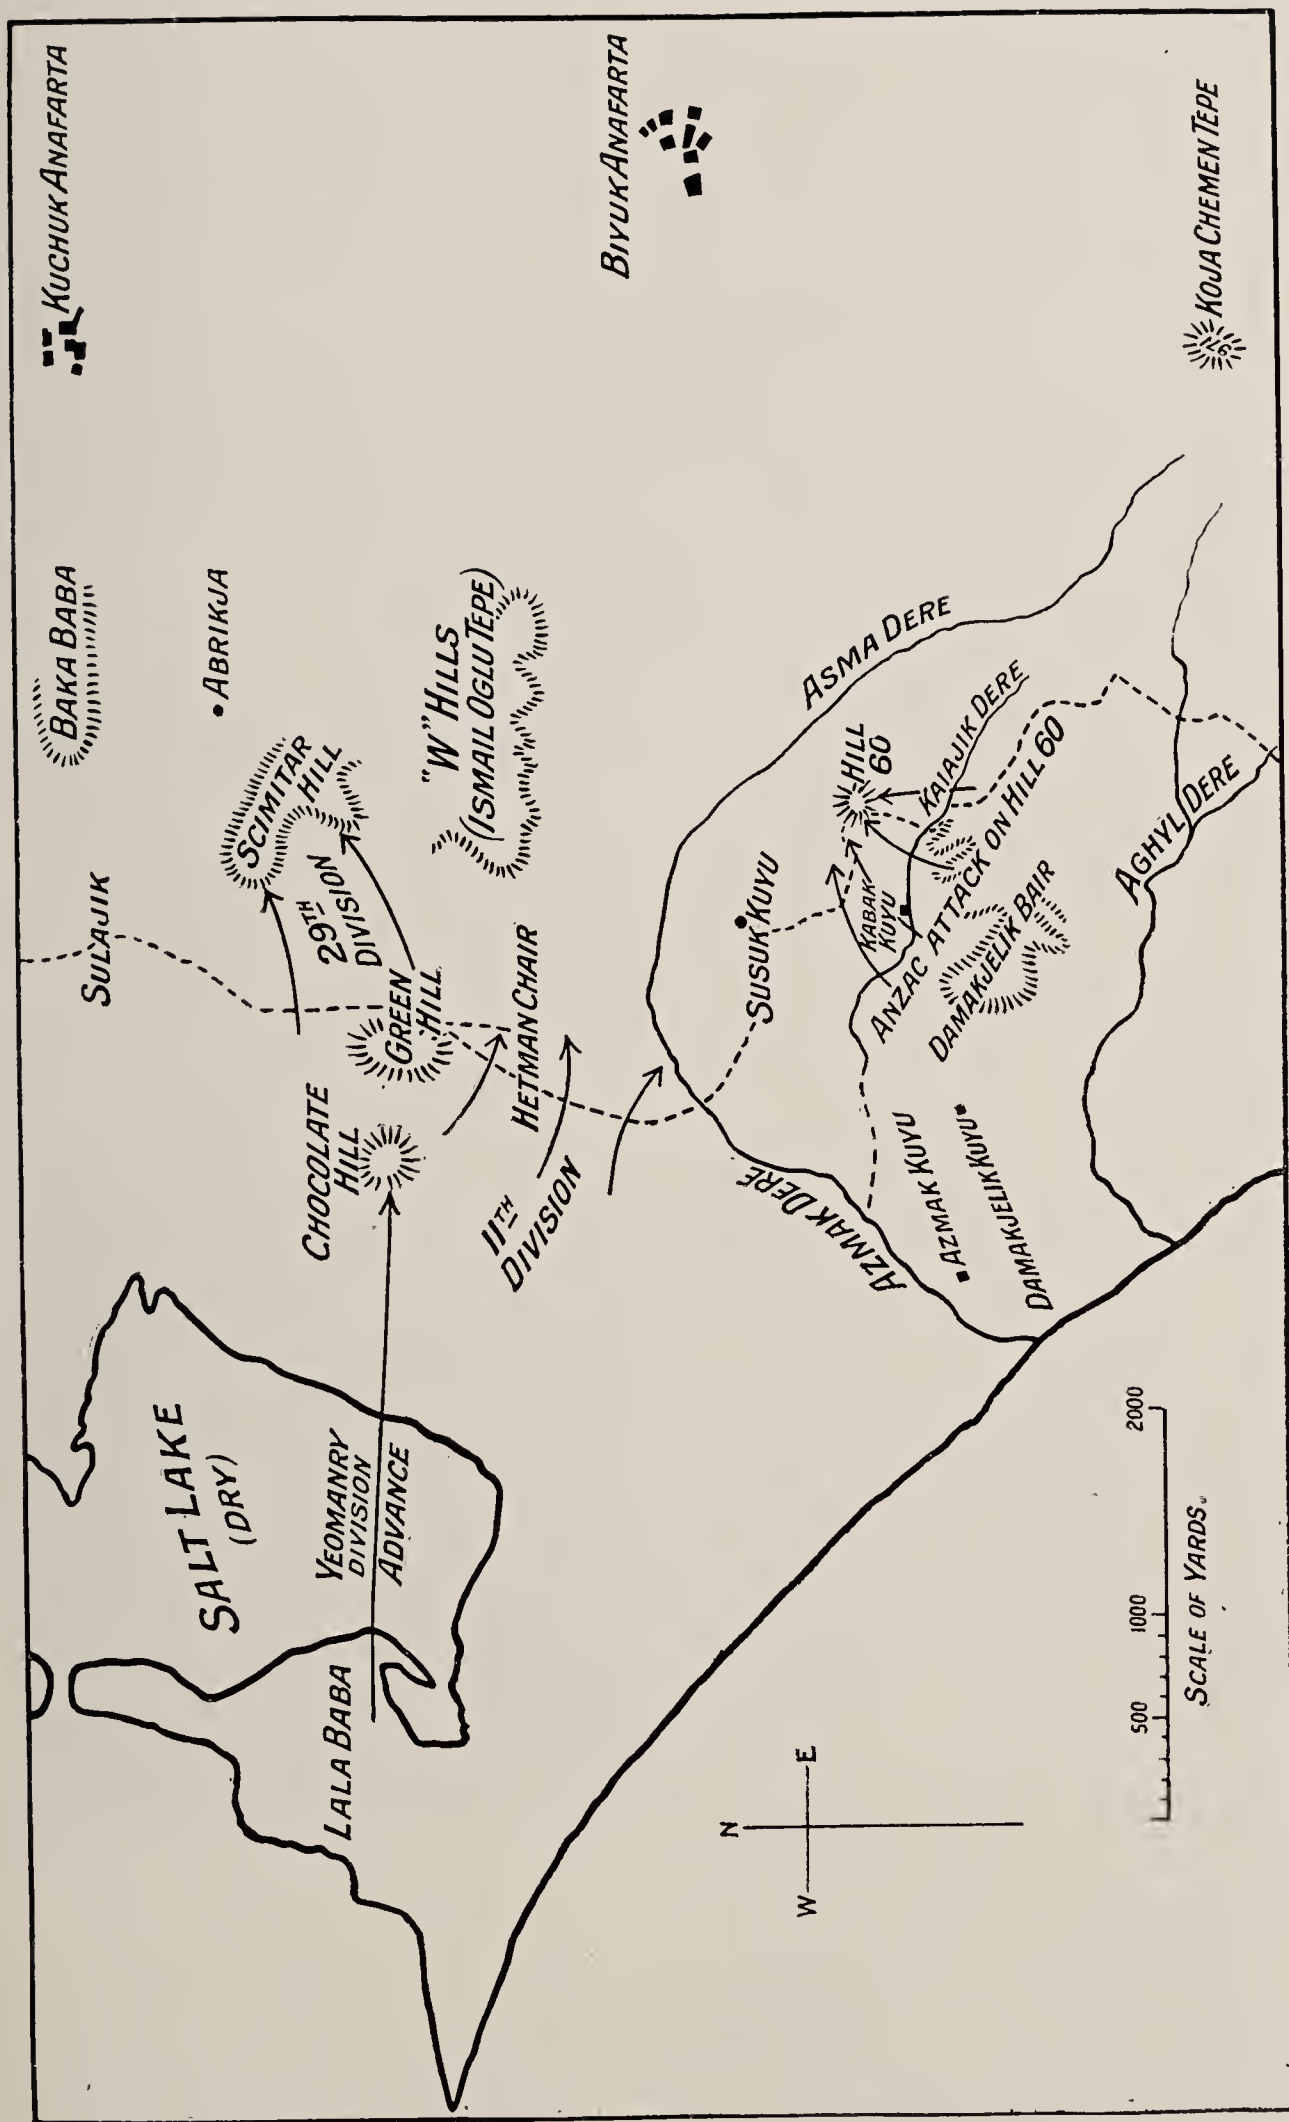 KUCHUK ANAFARTA
BAKA BABA
SULAJIK
ABRIKJA
SCIMITAR
HILL
29TH
DIVISION
BIYUK ANAFARTA
"W" HILLS
(ISMAIL OGLU TEPE)
GREEN
HILL
HETMAN CHAIR
CHOCOLATE
HILL
11TH
DIVISION
SALT LAKE
(DRY)
YEOMANRY
DIVISION
ADVANCE
LALA BABA
KOJA CHEMEN TEPE
971
ASMA DERE
HILL
60
KAIAJIK DERE
SUSUK KUYU
KABAK
KUYU
ANZAC ATTACK ON HILL 60
DAMAKJELIK BAIR
AGHYL DERE
AZMAK DERE
AZMAK KUYU
DAMAKJELIK KUYU
N
W
E
500
1000
2000
SCALE OF YARDS.